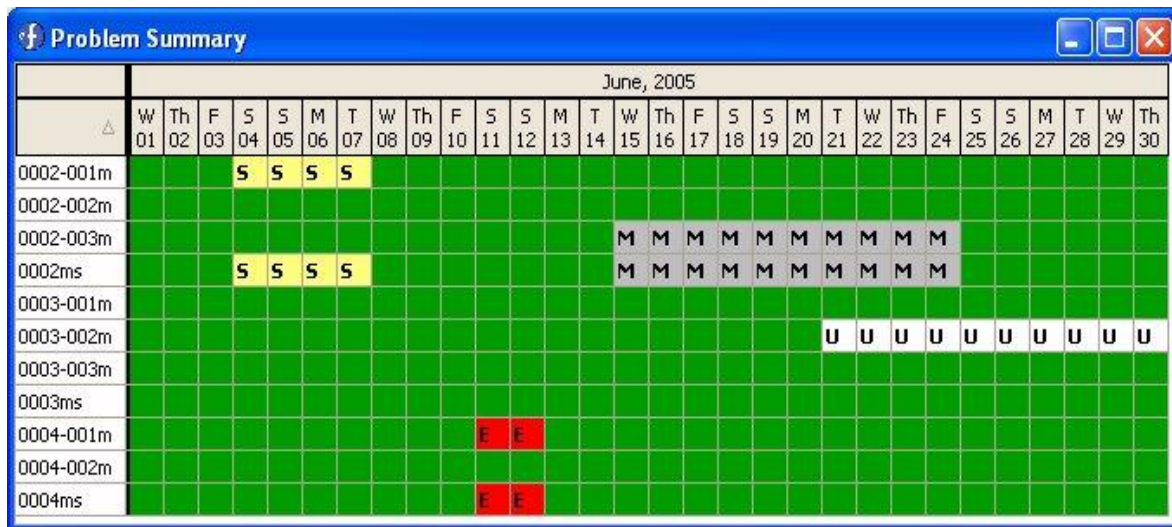 Problem Summary
June, 2005
W Th F S S M T W Th F S S M T W Th F S S M T W Th F S S M T W Th
01 02 03 04 05 06 07 08 09 10 11 12 13 14 15 16 17 18 19 20 21 22 23 24 25 26 27 28 29 30
0002-001m S S S S
0002-002m
0002-003m M M M M M M M M M M
0002ms S S S S M M M M M M M M M M
0003-001m
0003-002m U U U U U U U U U U
0003-003m
0003ms
0004-001m E E
0004-002m
0004ms E E